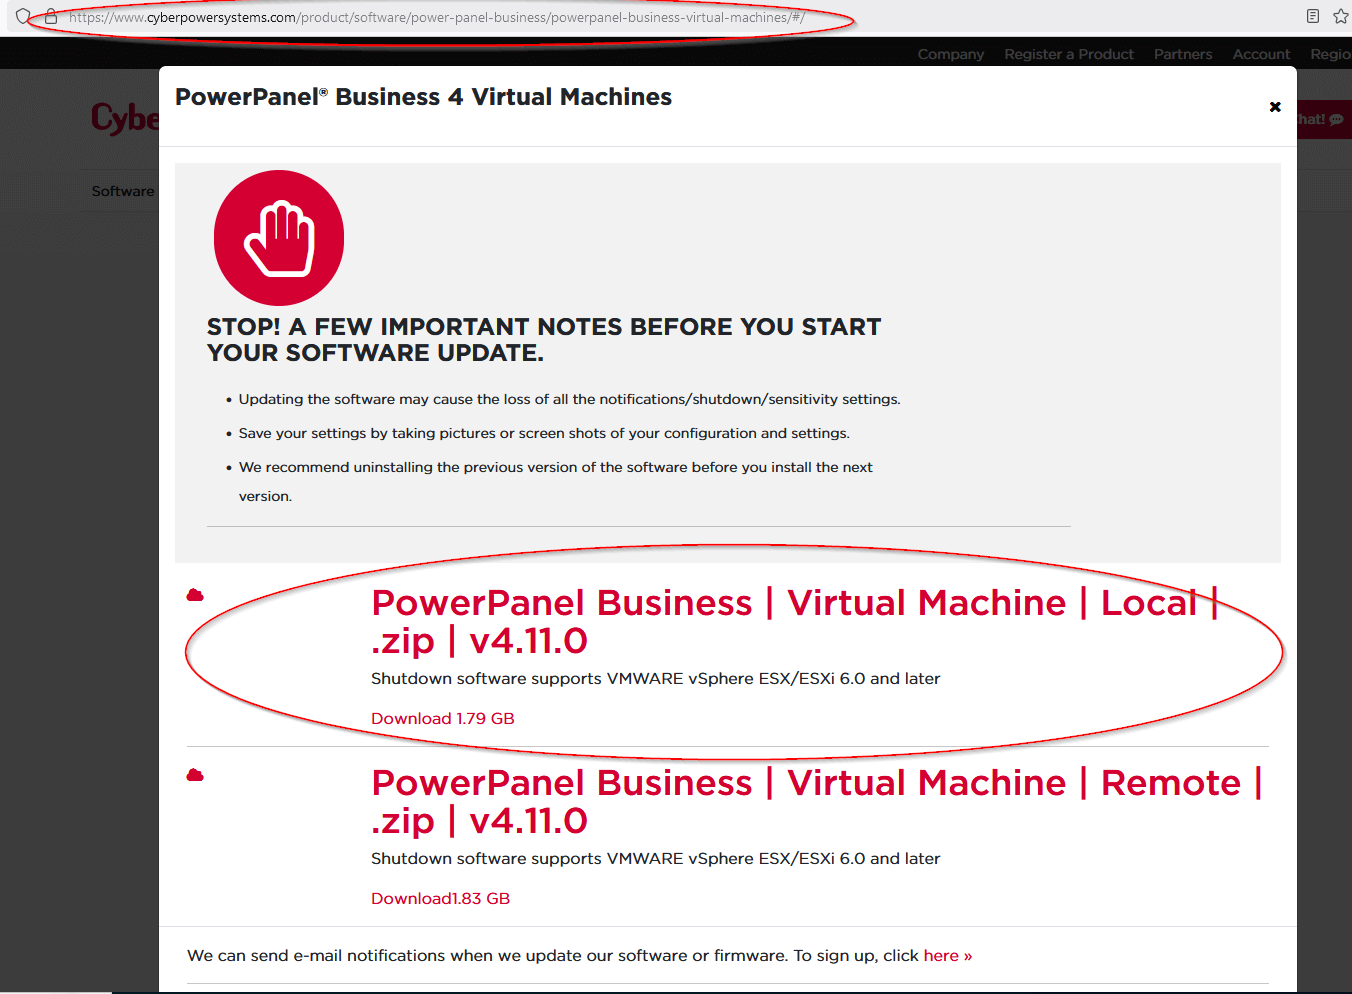 https://www.cyberpowersystems.com/product/software/power-panel-business/powerpanel-business-virtual-machines/#/
Company Register a Product Partners Account Regio
PowerPanel® Business 4 Virtual Machines
Cybe
hat!
Software
STOP! A FEW IMPORTANT NOTES BEFORE YOU START
YOUR SOFTWARE UPDATE.
• Updating the software may cause the loss of all the notifications/shutdown/sensitivity settings.
• Save your settings by taking pictures or screen shots of your configuration and settings.
• We recommend uninstalling the previous version of the software before you install the next
version.
PowerPanel Business | Virtual Machine | Local |
.zip | v4.11.0
Shutdown software supports VMWARE vSphere ESX/ESXi 6.0 and later
Download 1.79 GB
PowerPanel Business | Virtual Machine | Remote |
.zip | v4.11.0
Shutdown software supports VMWARE vSphere ESX/ESXi 6.0 and later
Download1.83 GB
We can send e-mail notifications when we update our software or firmware. To sign up, click here »